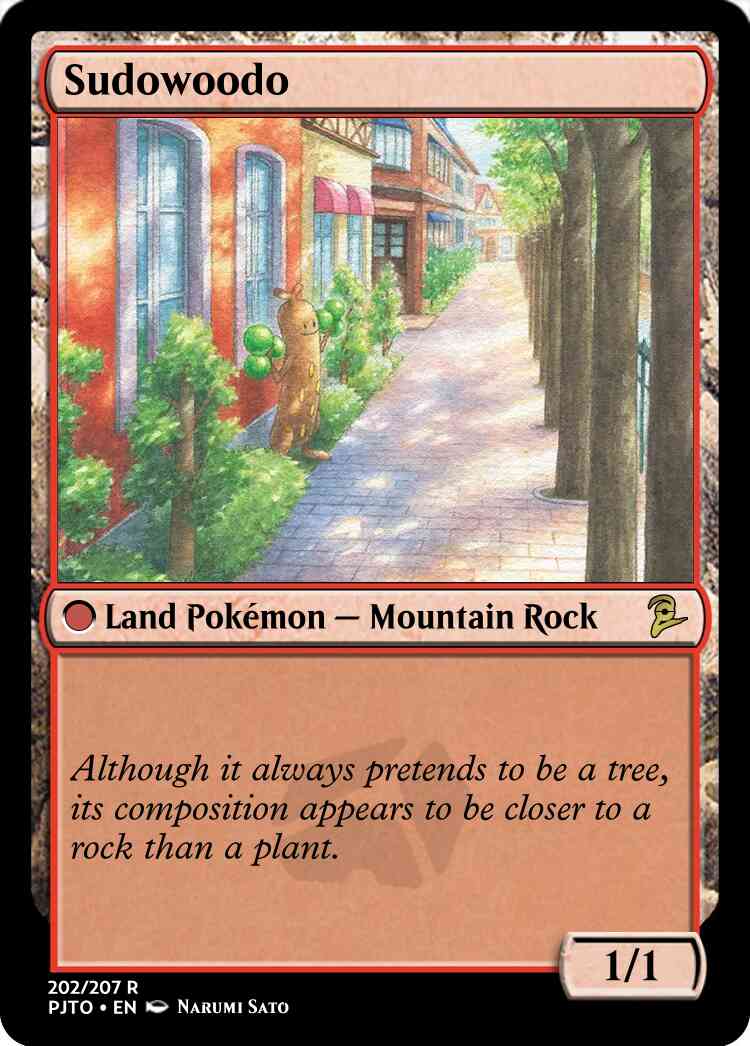 Sudowoodo
Land Pokémon — Mountain Rock
Although it always pretends to be a tree,
its composition appears to be closer to a
rock than a plant.
1/1
202/207 R
PJTO • EN Narumi Sato